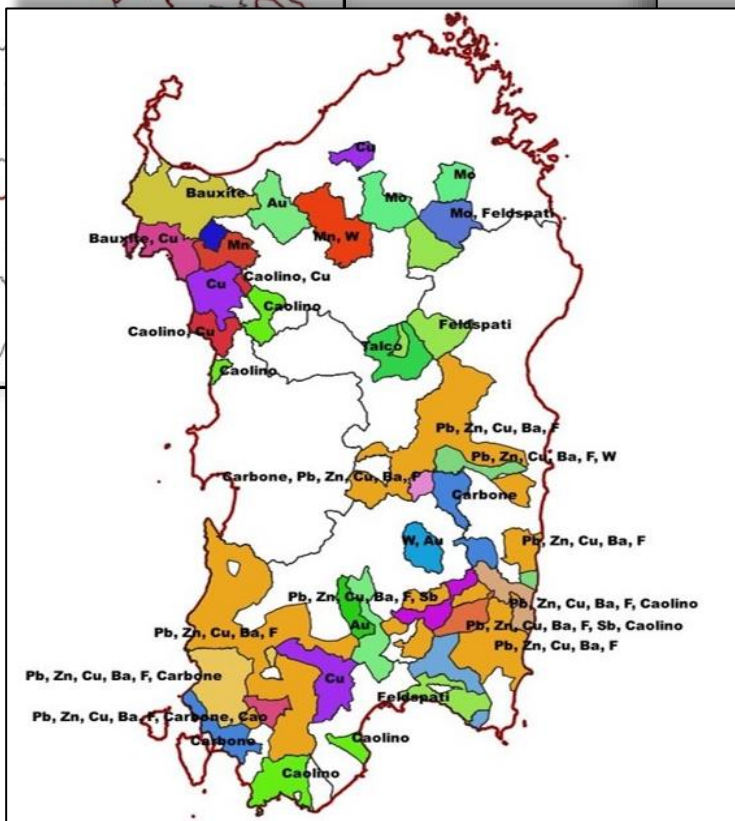 Cu
Mo
Bauxite
Au
Mo
Mo, Feldspati
Bauxite, Cu
Mn
Mn, W
Cu
Caolino, Cu
Caolino
Caolino, Cu
Feldspati
Talco
Caolino
Pb, Zn, Cu, Ba, F
Pb, Zn, Cu, Ba, F, W
Carbone, Pb, Zn, Cu, Ba, F
Carbone
W, Au
Pb, Zn, Cu, Ba, F
Pb, Zn, Cu, Ba, F, Sb
Pb, Zn, Cu, Ba, F, Caolino
Au
Pb, Zn, Cu, Ba, F, Sb, Caolino
Pb, Zn, Cu, Ba, F
Pb, Zn, Cu, Ba, F
Pb, Zn, Cu, Ba, F, Carbone
Cu
Feldspati
Pb, Zn, Cu, Ba, F, Carbone, Cao
Carbone
Caolino
Caolino